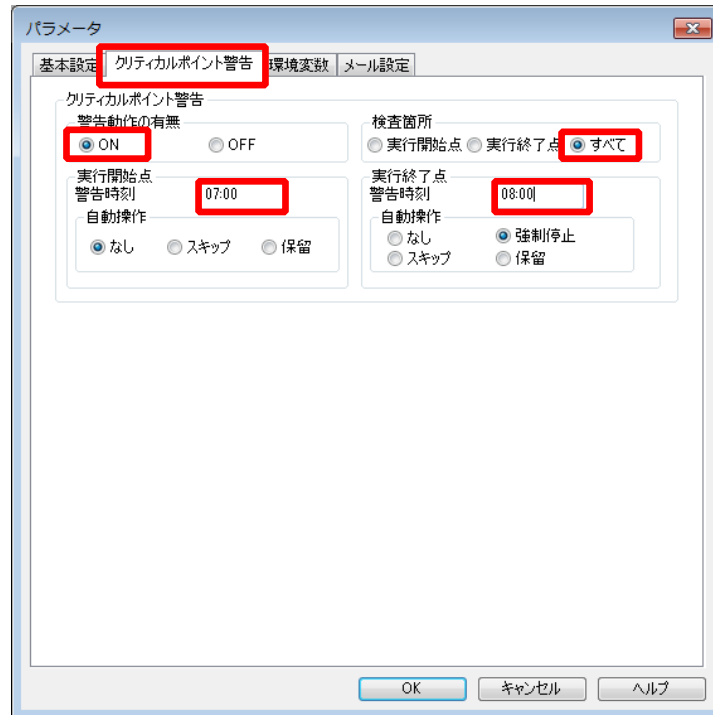 パラメータ
基本設定 クリティカルポイント警告 環境変数 メール設定
クリティカルポイント警告
警告動作の有無
ON OFF
検査箇所
実行開始点 実行終了点 すべて
実行開始点
警告時刻 07:00
自動操作
なし スキップ 保留
実行終了点
警告時刻 08:00
自動操作
なし 強制停止
スキップ 保留
OK キャンセル ヘルプ